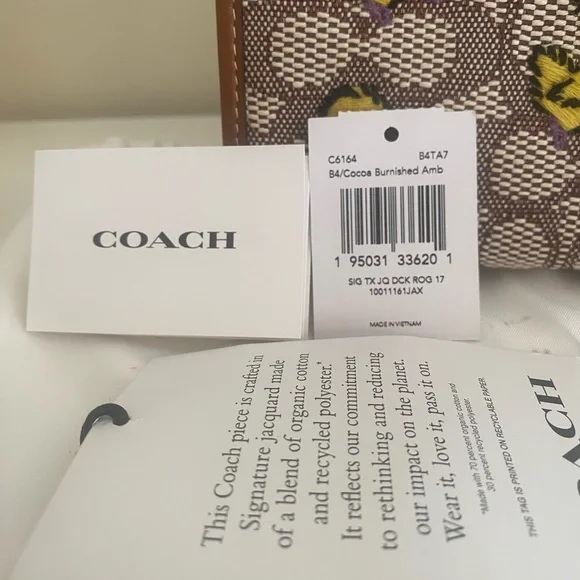 COACH
C6164 B4TA7
B4/Cocoa Burnished Amb
1 95031 33620 1
SIG TX JQ DCK ROG 17
10011161JAX
MADE IN VIETNAM
This Coach piece is crafted in
Signature jacquard made
of a blend of organic cotton
and recycled polyester.*
It reflects our commitment
to rethinking and reducing
our impact on the planet.
Wear it, love it, pass it on.
*Made with 70 percent organic cotton and
30 percent recycled polyester.
THIS TAG IS PRINTED ON RECYCLABLE PAPER.
OACH